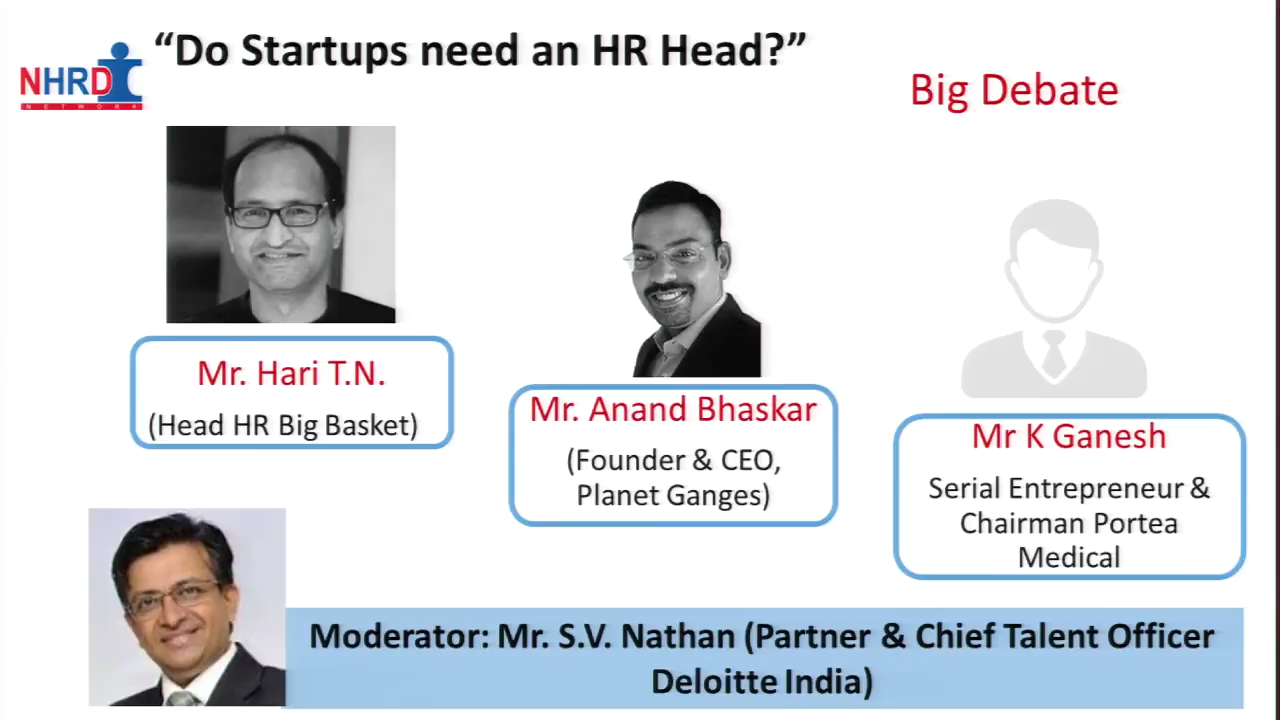 “Do Startups need an HR Head?”
NHRD
NETWORK
Big Debate
Mr. Hari T.N.
(Head HR Big Basket)
Mr. Anand Bhaskar
(Founder & CEO,
Planet Ganges)
Mr K Ganesh
Serial Entrepreneur &
Chairman Portea
Medical
Moderator: Mr. S.V. Nathan (Partner & Chief Talent Officer
Deloitte India)